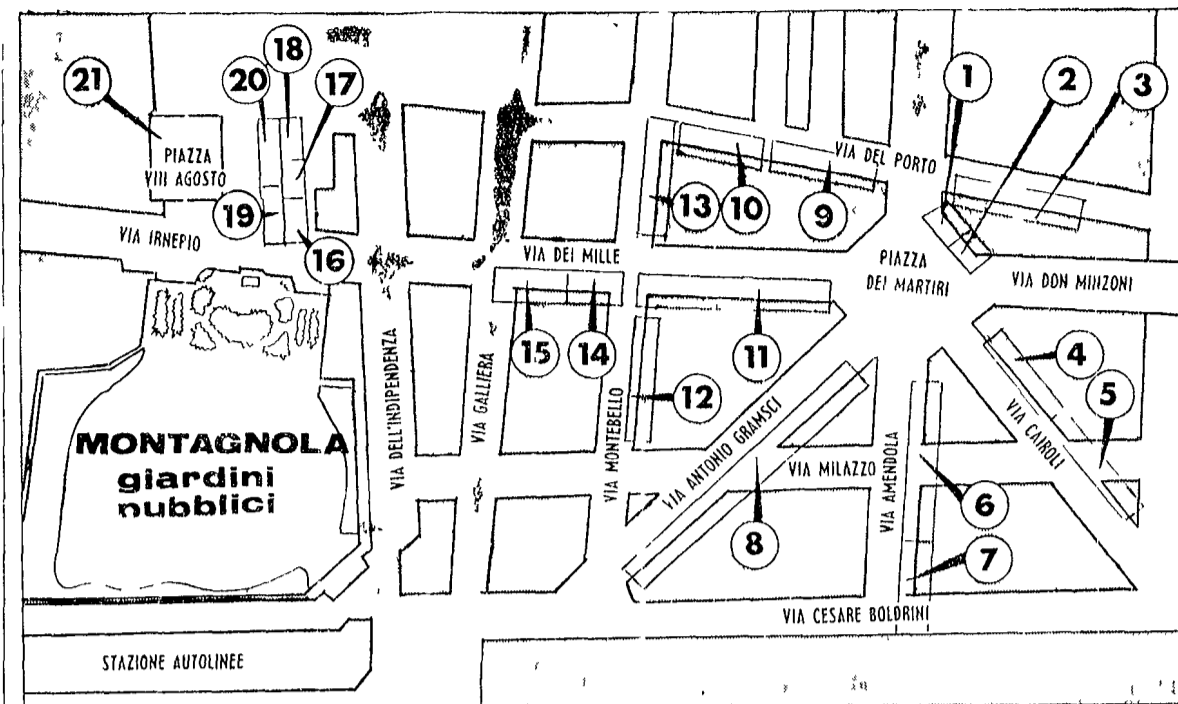 18
21
20
17
1
2
3
PIAZZA
VIII AGOSTO
VIA DEL PORTO
19
13
10
9
VIA IRNEPIO
16
VIA DEI MILLE
PIAZZA
DEI MARTIRI
VIA DON MINZONI
15
14
11
4
5
12
VIA DELL'INDIPENDENZA
VIA GALLIERA
VIA MONTEBELLO
VIA ANTONIO GRAMSCI
VIA CAIROLI
MONTAGNOLA
giardini
nubblici
VIA MILAZZO
VIA AMENDOLA
6
8
7
VIA CESARE BOLDRINI
STAZIONE AUTOLINEE